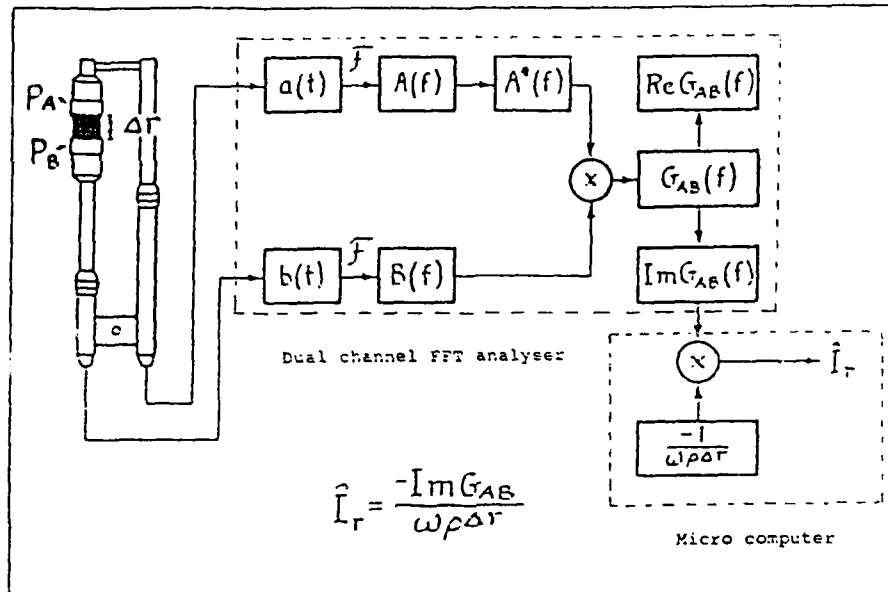 P_A
Δr
P_B
c
a(t)
F
A(f)
A*(f)
Re G_AB(f)
x
G_AB(f)
b(t)
F
B(f)
Im G_AB(f)
Dual channel FFT analyser
x
Î_r
-1
ωρΔr
Î_r = -Im G_AB
ωρΔr
Micro computer